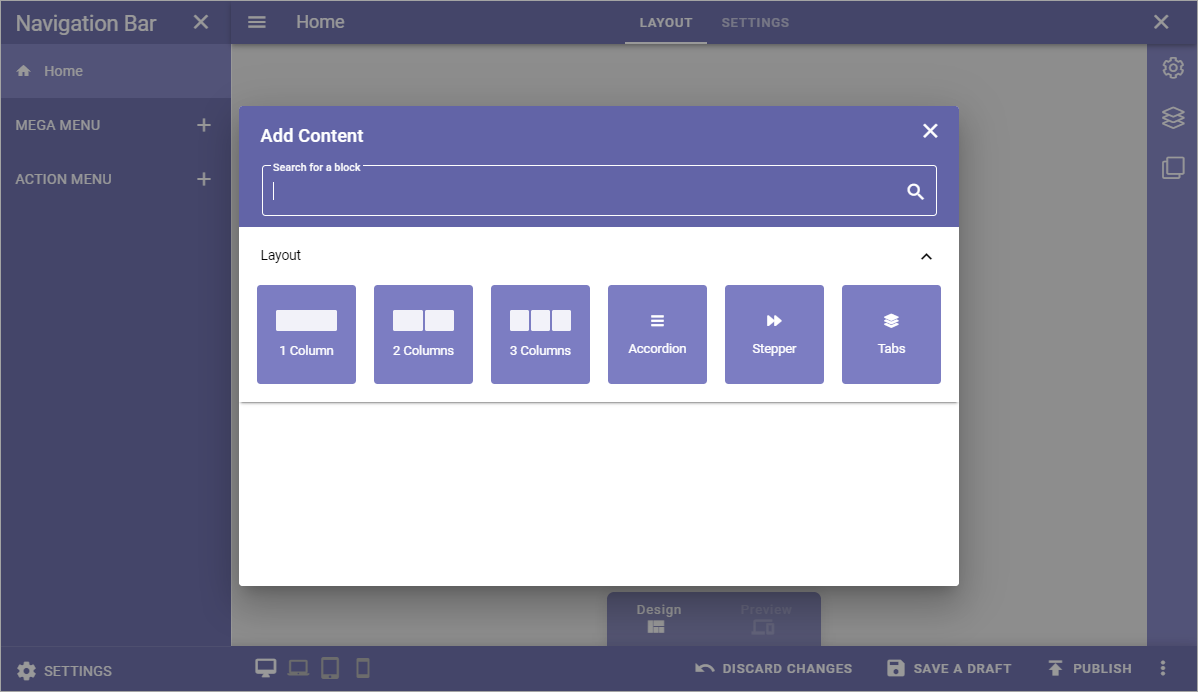 Navigation Bar
Home
LAYOUT
SETTINGS
Home
MEGA MENU
ACTION MENU
Add Content
Search for a block
Layout
1 Column
2 Columns
3 Columns
Accordion
Stepper
Tabs
Design
Preview
SETTINGS
DISCARD CHANGES
SAVE A DRAFT
PUBLISH